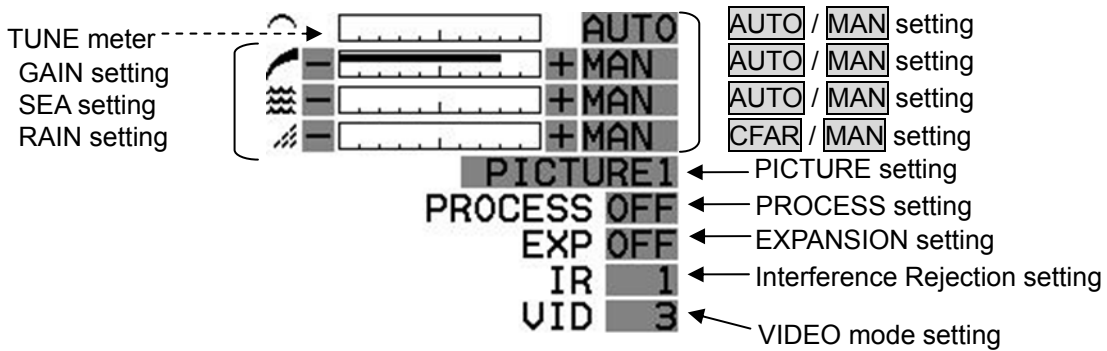 TUNE meter AUTO AUTO / MAN setting
GAIN setting − + MAN AUTO / MAN setting
SEA setting − + MAN AUTO / MAN setting
RAIN setting − + MAN CFAR / MAN setting
PICTURE1 PICTURE setting
PROCESS OFF PROCESS setting
EXP OFF EXPANSION setting
IR 1 Interference Rejection setting
VID 3 VIDEO mode setting